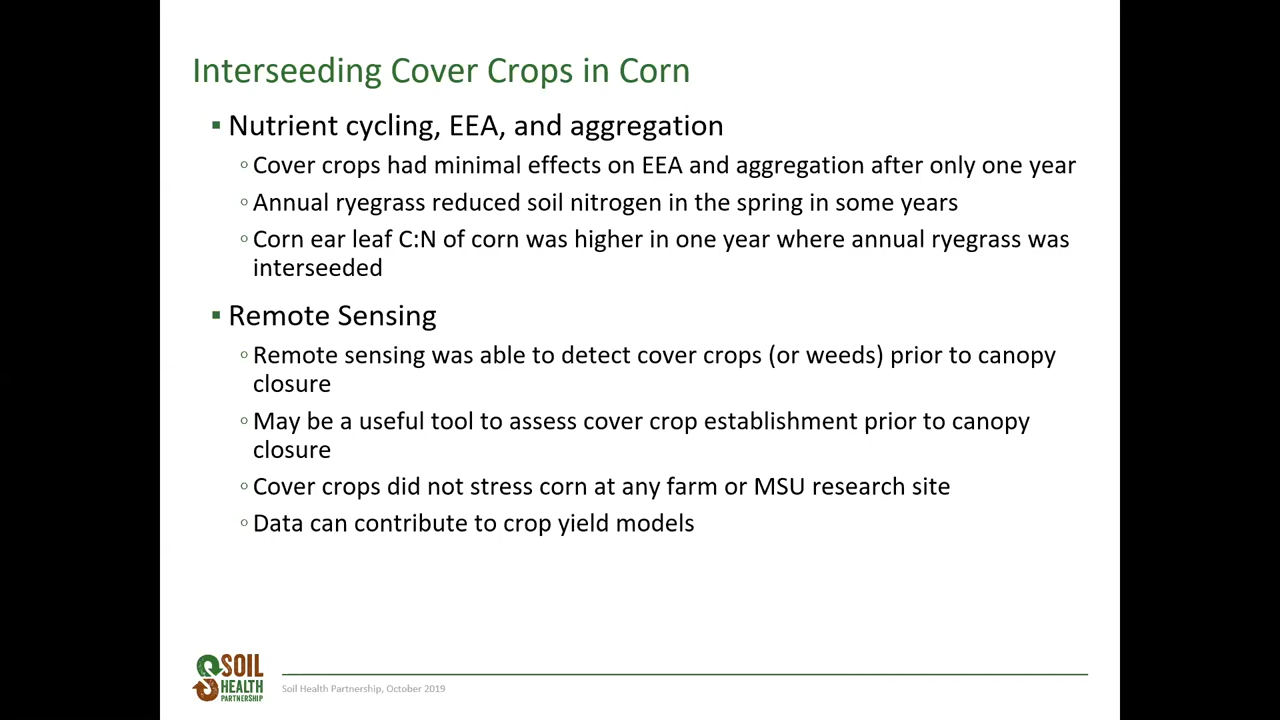 Interseeding Cover Crops in Corn
▪ Nutrient cycling, EEA, and aggregation
◦ Cover crops had minimal effects on EEA and aggregation after only one year
◦ Annual ryegrass reduced soil nitrogen in the spring in some years
◦ Corn ear leaf C:N of corn was higher in one year where annual ryegrass was
interseeded
▪ Remote Sensing
◦ Remote sensing was able to detect cover crops (or weeds) prior to canopy
closure
◦ May be a useful tool to assess cover crop establishment prior to canopy
closure
◦ Cover crops did not stress corn at any farm or MSU research site
◦ Data can contribute to crop yield models
SOIL
HEALTH
PARTNERSHIP
Soil Health Partnership, October 2019